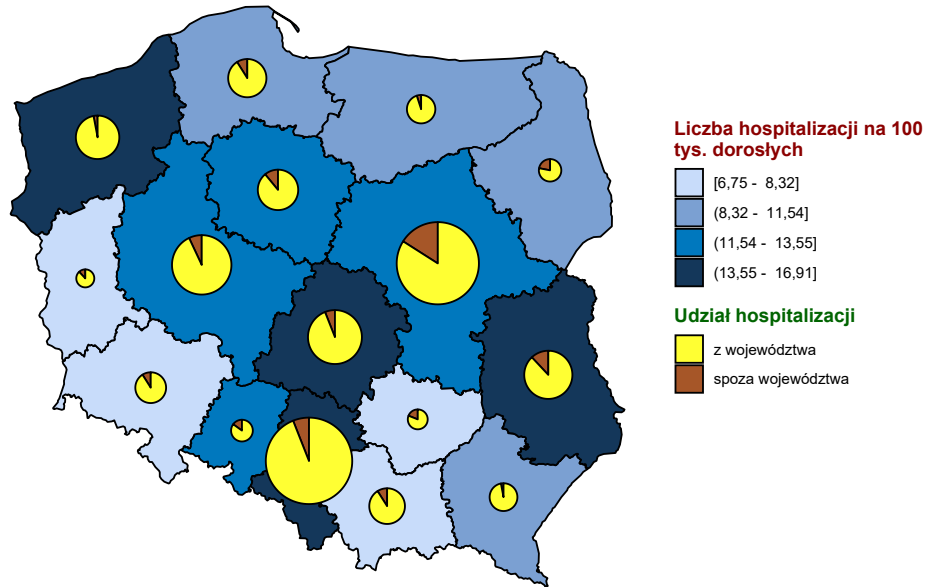 Liczba hospitalizacji na 100
tys. dorosłych
[6,75 - 8,32]
(8,32 - 11,54]
(11,54 - 13,55]
(13,55 - 16,91]
Udział hospitalizacji
z województwa
spoza województwa